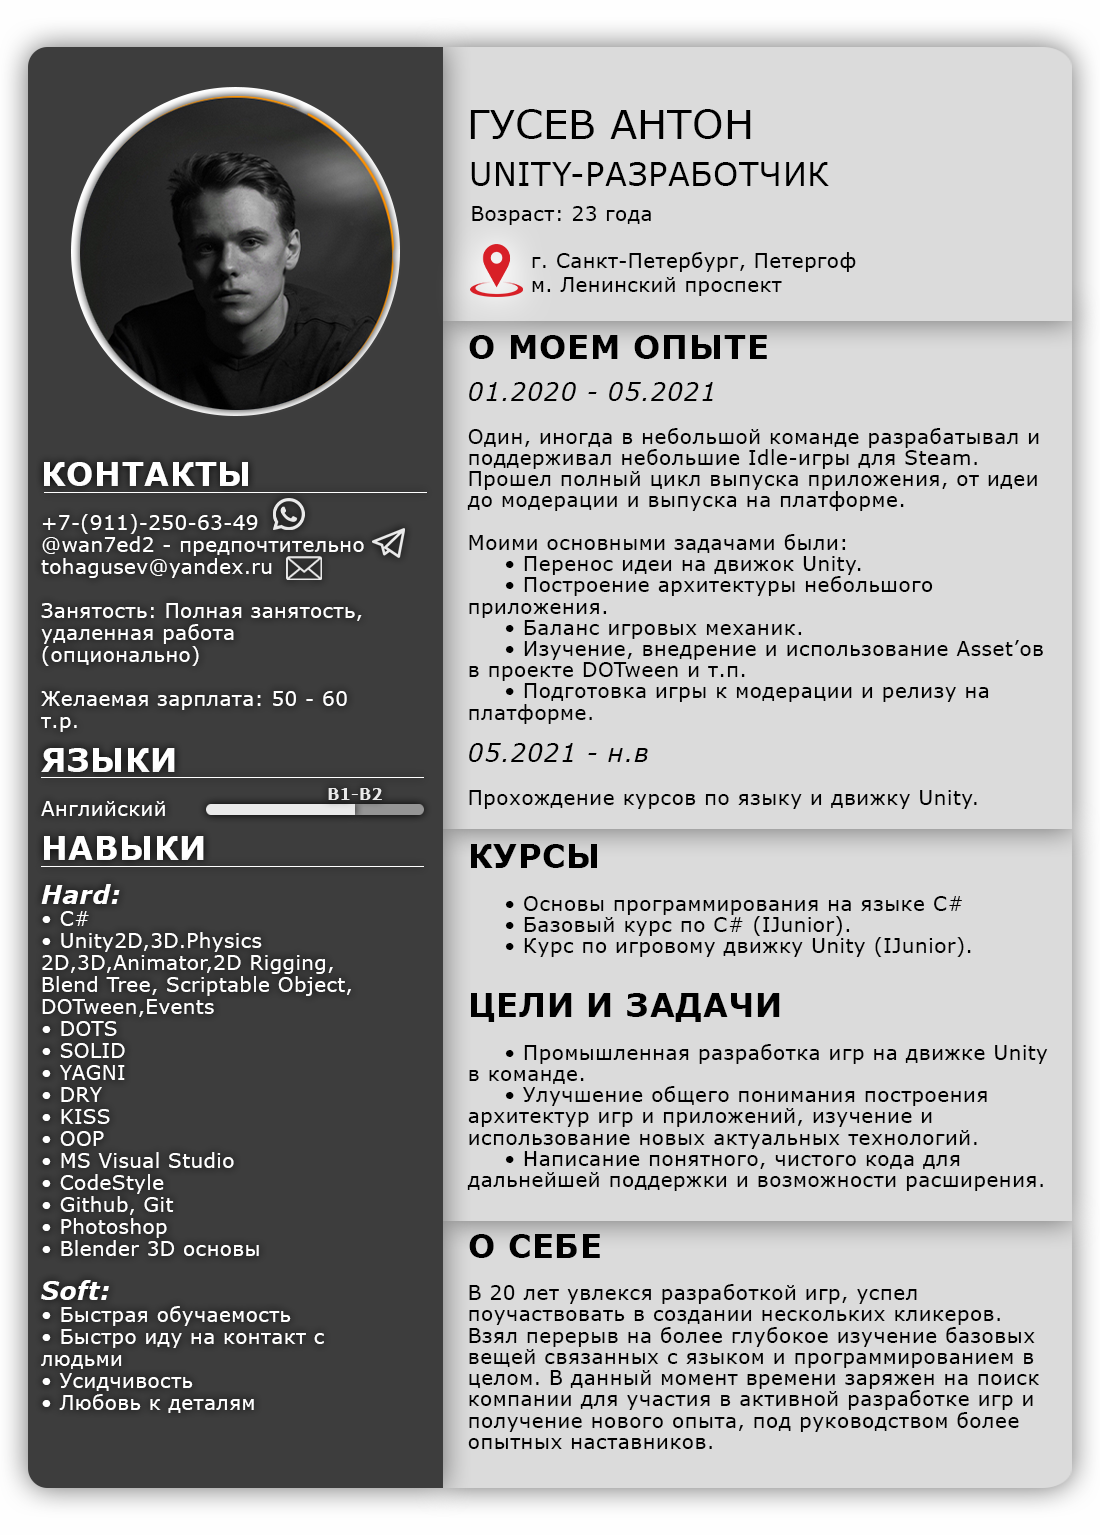 КОНТАКТЫ
+7-(911)-250-63-49
@wan7ed2 - предпочтительно
tohagusev@yandex.ru
Занятость: Полная занятость,
удаленная работа
(опционально)
Желаемая зарплата: 50 - 60
т.р.
ЯЗЫКИ
B1-B2
Английский
НАВЫКИ
Hard:
• C#
• Unity2D,3D.Physics
2D,3D,Animator,2D Rigging,
Blend Tree, Scriptable Object,
DOTween,Events
• DOTS
• SOLID
• YAGNI
• DRY
• KISS
• OOP
• MS Visual Studio
• CodeStyle
• Github, Git
• Photoshop
• Blender 3D основы
Soft:
• Быстрая обучаемость
• Быстро иду на контакт с
людьми
• Усидчивость
• Любовь к деталям
ГУСЕВ АНТОН
UNITY-РАЗРАБОТЧИК
Возраст: 23 года
г. Санкт-Петербург, Петергоф
м. Ленинский проспект
О МОЕМ ОПЫТЕ
01.2020 - 05.2021
Один, иногда в небольшой команде разрабатывал и
поддерживал небольшие Idle-игры для Steam.
Прошел полный цикл выпуска приложения, от идеи
до модерации и выпуска на платформе.
Моими основными задачами были:
• Перенос идеи на движок Unity.
• Построение архитектуры небольшого
приложения.
• Баланс игровых механик.
• Изучение, внедрение и использование Asset’ов
в проекте DOTween и т.п.
• Подготовка игры к модерации и релизу на
платформе.
05.2021 - н.в
Прохождение курсов по языку и движку Unity.
КУРСЫ
• Основы программирования на языке C#
• Базовый курс по C# (IJunior).
• Курс по игровому движку Unity (IJunior).
ЦЕЛИ И ЗАДАЧИ
• Промышленная разработка игр на движке Unity
в команде.
• Улучшение общего понимания построения
архитектур игр и приложений, изучение и
использование новых актуальных технологий.
• Написание понятного, чистого кода для
дальнейшей поддержки и возможности расширения.
О СЕБЕ
В 20 лет увлекся разработкой игр, успел
поучаствовать в создании нескольких кликеров.
Взял перерыв на более глубокое изучение базовых
вещей связанных с языком и программированием в
целом. В данный момент времени заряжен на поиск
компании для участия в активной разработке игр и
получение нового опыта, под руководством более
опытных наставников.